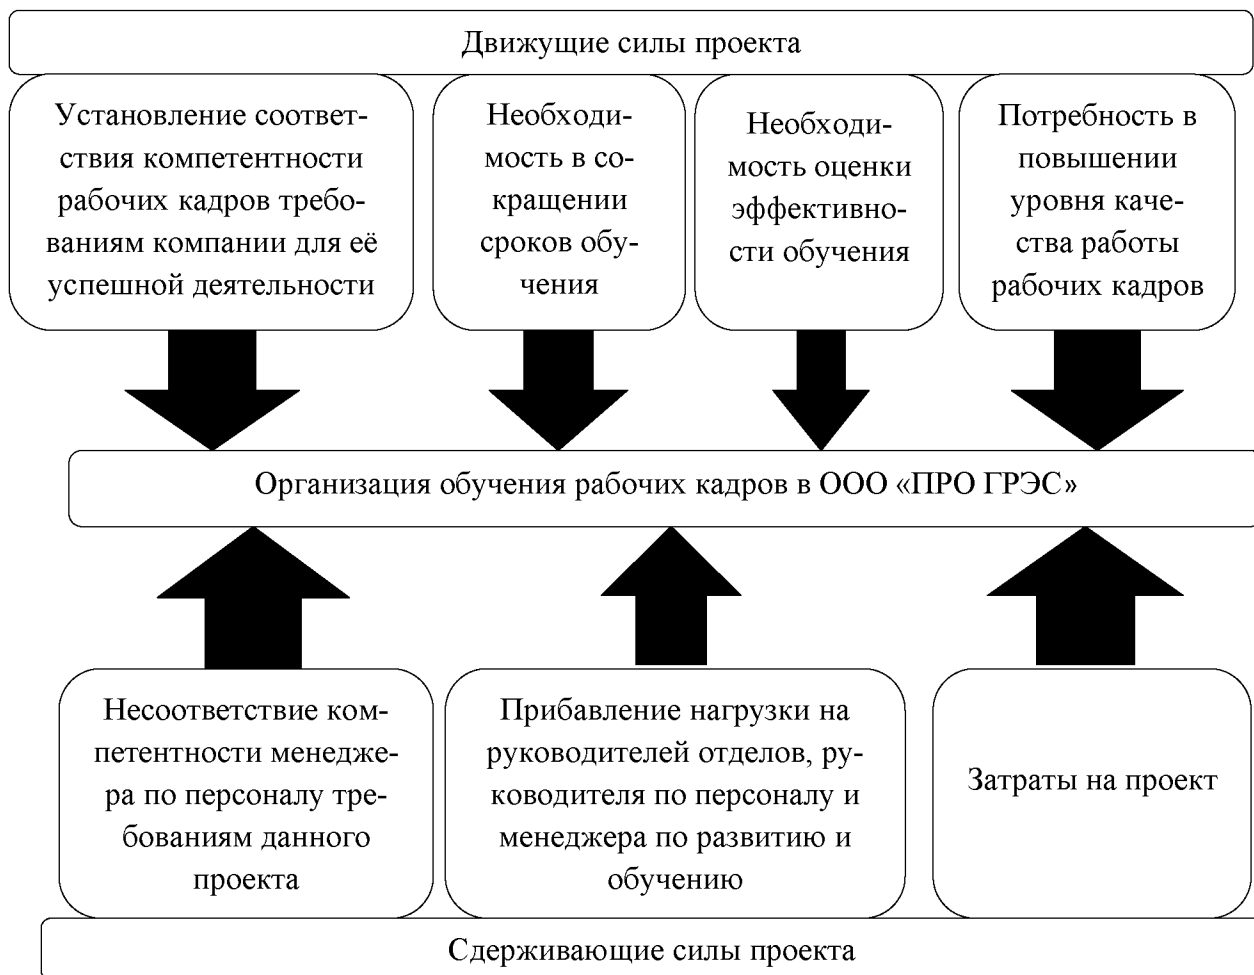 Движущие силы проекта
Установление соответ-
ствия компетентности
рабочих кадров требо-
ваниям компании для её
успешной деятельности
Необходи-
мость в со-
кращении
сроков обу-
чения
Необходи-
мость оценки
эффективно-
сти обучения
Потребность в
повышении
уровня каче-
ства работы
рабочих кадров
Организация обучения рабочих кадров в ООО «ПРО ГРЭС»
Несоответствие ком-
петентности менедже-
ра по персоналу тре-
бованиям данного
проекта
Прибавление нагрузки на
руководителей отделов, ру-
ководителя по персоналу и
менеджера по развитию и
обучению
Затраты на проект
Сдерживающие силы проекта